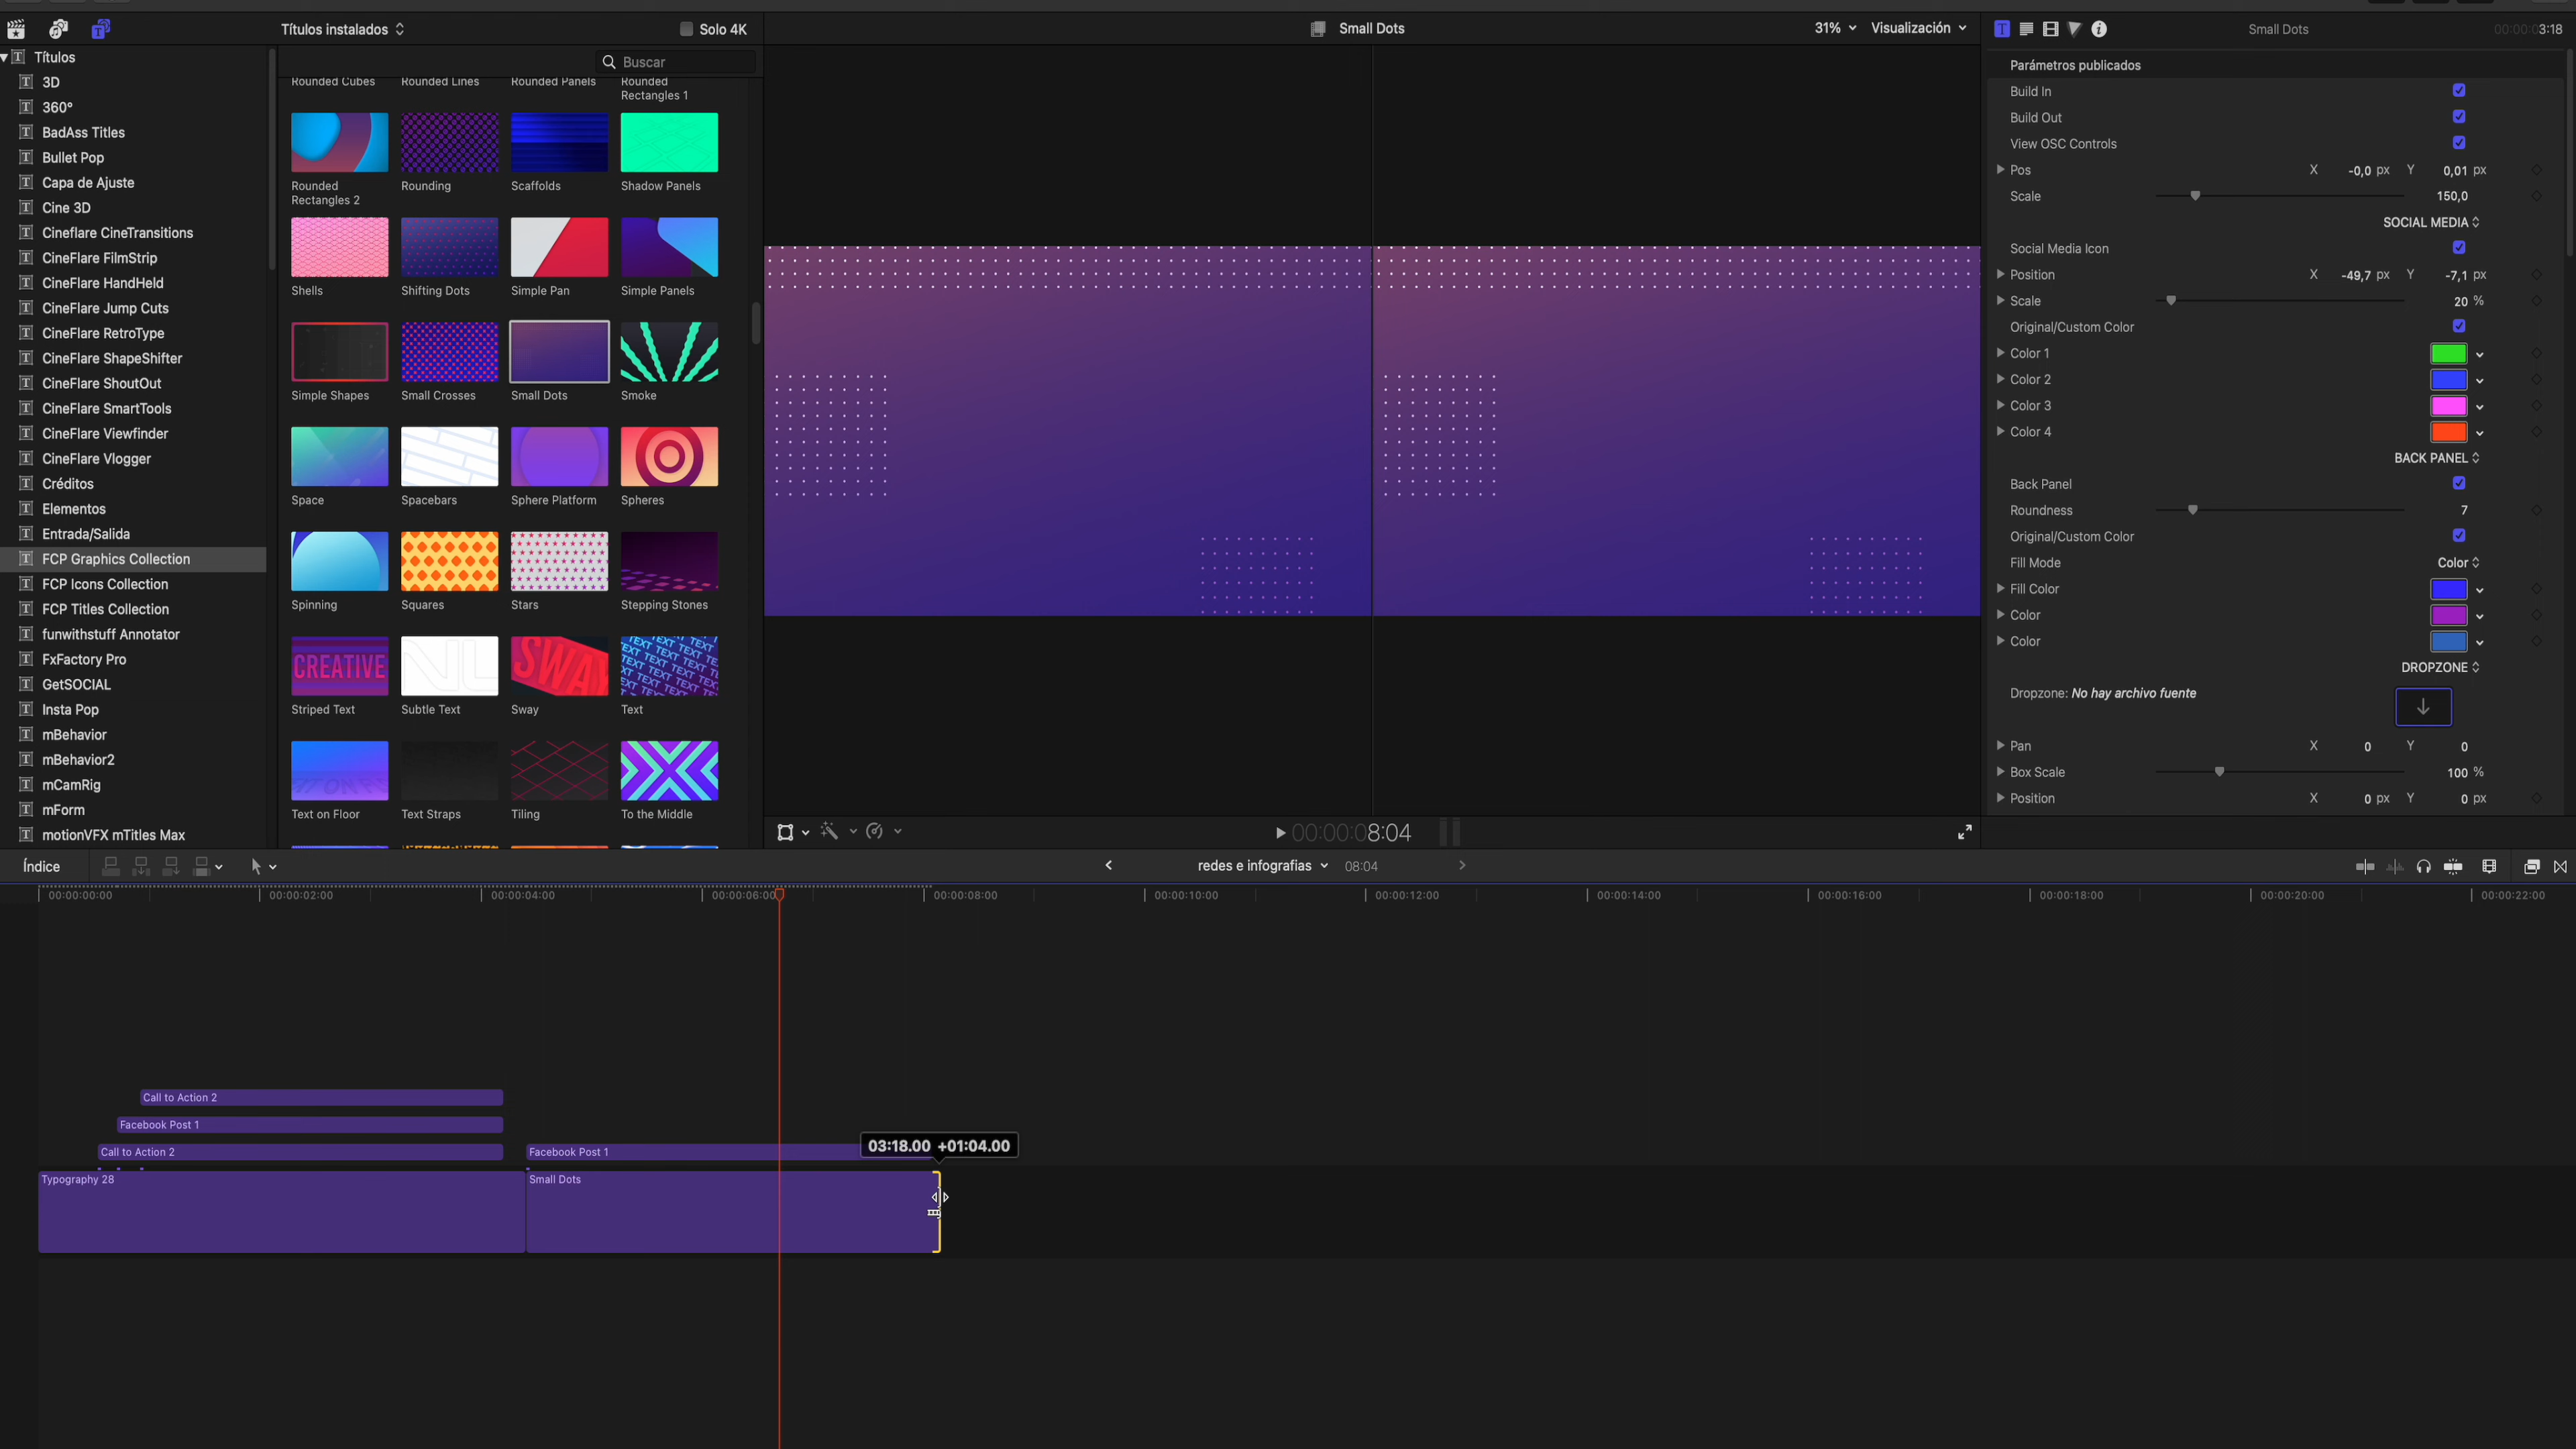 Títulos instalados
Solo 4K
Small Dots
31%
Visualización
Small Dots
00:00:03:18
Títulos
3D
360°
BadAss Titles
Bullet Pop
Capa de Ajuste
Cine 3D
Cineflare CineTransitions
CineFlare FilmStrip
CineFlare HandHeld
CineFlare Jump Cuts
CineFlare RetroType
CineFlare ShapeShifter
CineFlare ShoutOut
CineFlare SmartTools
CineFlare Viewfinder
CineFlare Vlogger
Créditos
Elementos
Entrada/Salida
FCP Graphics Collection
FCP Icons Collection
FCP Titles Collection
funwithstuff Annotator
FxFactory Pro
GetSOCIAL
Insta Pop
mBehavior
mBehavior2
mCamRig
mForm
motionVFX mTitles Max
Buscar
Rounded Cubes
Rounded Lines
Rounded Panels
Rounded
Rectangles 1
Rounded
Rectangles 2
Rounding
Scaffolds
Shadow Panels
Shells
Shifting Dots
Simple Pan
Simple Panels
Simple Shapes
Small Crosses
Small Dots
Smoke
Space
Spacebars
Sphere Platform
Spheres
Spinning
Squares
Stars
Stepping Stones
CREATIVE
SWAY
TEXT TEXT TEXT
Striped Text
Subtle Text
Sway
Text
Text on Floor
Text Straps
Tiling
To the Middle
Parámetros publicados
Build In
Build Out
View OSC Controls
Pos X -0,0 px Y 0,01 px
Scale 150,0
SOCIAL MEDIA
Social Media Icon
Position X -49,7 px Y -7,1 px
Scale 20 %
Original/Custom Color
Color 1
Color 2
Color 3
Color 4
BACK PANEL
Back Panel
Roundness 7
Original/Custom Color
Fill Mode Color
Fill Color
Color
Color
DROPZONE
Dropzone: No hay archivo fuente
Pan X 0 Y 0
Box Scale 100 %
Position X 0 px Y 0 px
00:00:08:04
Índice
redes e infografias
08:04
00:00:00:00
00:00:02:00
00:00:04:00
00:00:06:00
00:00:08:00
00:00:10:00
00:00:12:00
00:00:14:00
00:00:16:00
00:00:18:00
00:00:20:00
00:00:22:00
Call to Action 2
Facebook Post 1
Call to Action 2
Facebook Post 1
03:18.00 +01:04.00
Typography 28
Small Dots